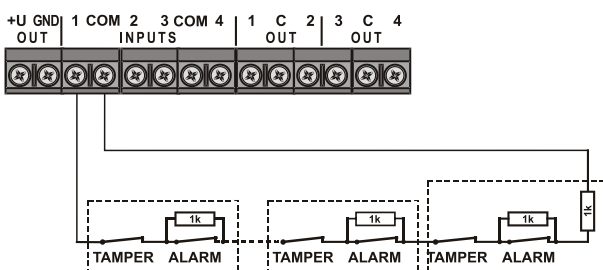 +U GND 1 COM 2 3 COM 4 1 C 2 3 C 4
OUT INPUTS OUT OUT
1k 1k 1k 1k
TAMPER ALARM TAMPER ALARM TAMPER ALARM